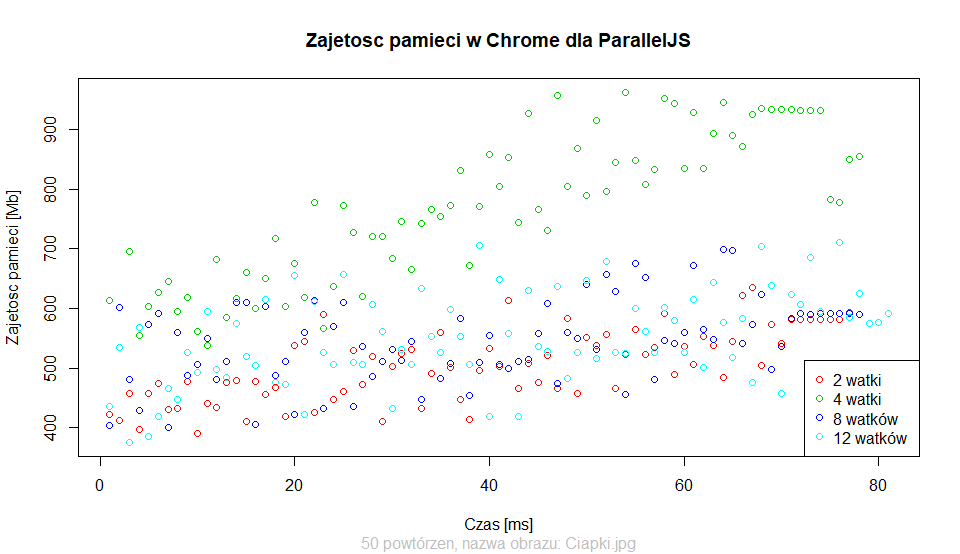 Zajetosc pamieci w Chrome dla ParallelJS
Zajetosc pamieci [Mb]
900
800
700
600
500
400
0 20 40 60 80
2 watki
4 watki
8 watków
12 watków
Czas [ms]
50 powtórzen, nazwa obrazu: Ciapki.jpg